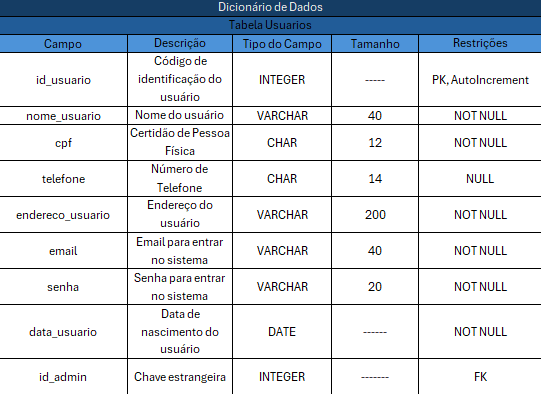 Dicionário de Dados
Tabela Usuarios
Campo Descrição Tipo do Campo Tamanho Restrições
id_usuario Código de identificação do usuário INTEGER ----- PK, AutoIncrement
nome_usuario Nome do usuário VARCHAR 40 NOT NULL
cpf Certidão de Pessoa Física CHAR 12 NOT NULL
telefone Número de Telefone CHAR 14 NULL
endereco_usuario Endereço do usuário VARCHAR 200 NOT NULL
email Email para entrar no sistema VARCHAR 40 NOT NULL
senha Senha para entrar no sistema VARCHAR 20 NOT NULL
data_usuario Data de nascimento do usuário DATE ------ NOT NULL
id_admin Chave estrangeira INTEGER ------- FK